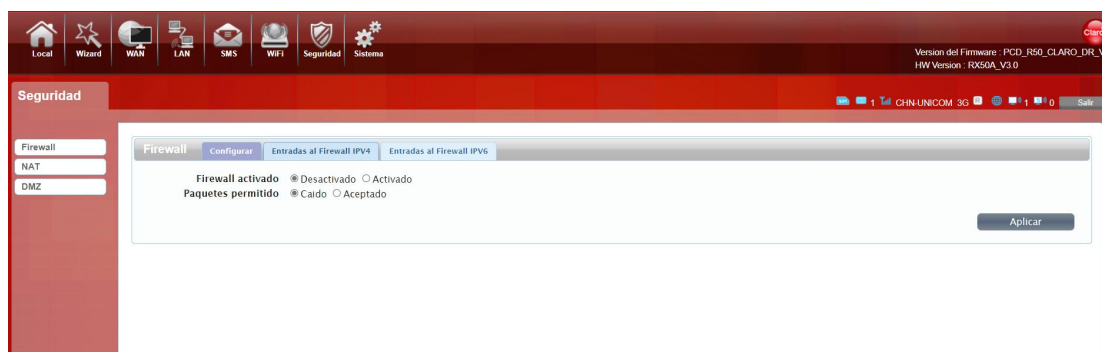 Local Wizard WAN LAN SMS WiFi Seguridad Sistema
Claro
Version del Firmware : PCD_R50_CLARO_DR_V
HW Version : RX50A_V3.0
Seguridad
1 CHN-UNICOM 3G 1 0 Salir
Firewall
NAT
DMZ
Firewall Configurar Entradas al Firewall IPV4 Entradas al Firewall IPV6
Firewall activado Desactivado Activado
Paquetes permitido Caido Aceptado
Aplicar